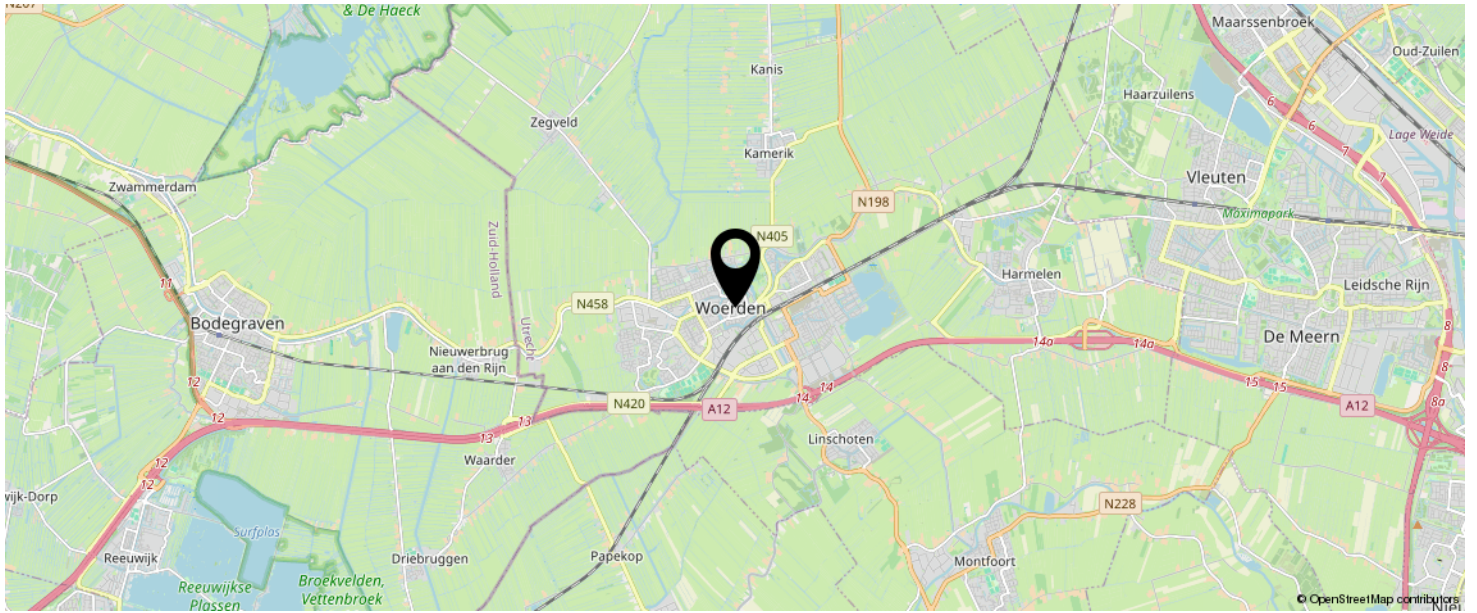 N207
& De Haeck
Maarssenbroek
Oud-Zuilen
Kanis
Haarzuilens
6
6
Lage Weide
Zegveld
Kamerik
7
7
Zwammerdam
Vleuten
N198
Máximapark
N405
Zuid-Holland
Harmelen
11
Leidsche Rijn
N458
Woerden
Bodegraven
Utrecht
8
De Meern
14a
14a
Nieuwerbrug
aan den Rijn
8
12
14
15
15
14
8a
N420
A12
A12
12
13
13
Linschoten
Waarder
12
12
wijk-Dorp
N228
Surfplas
Reeuwijk
Driebruggen
Papekop
Montfoort
Reeuwijkse
Plassen
Broekvelden,
Vettenbroek
© OpenStreetMap contributors